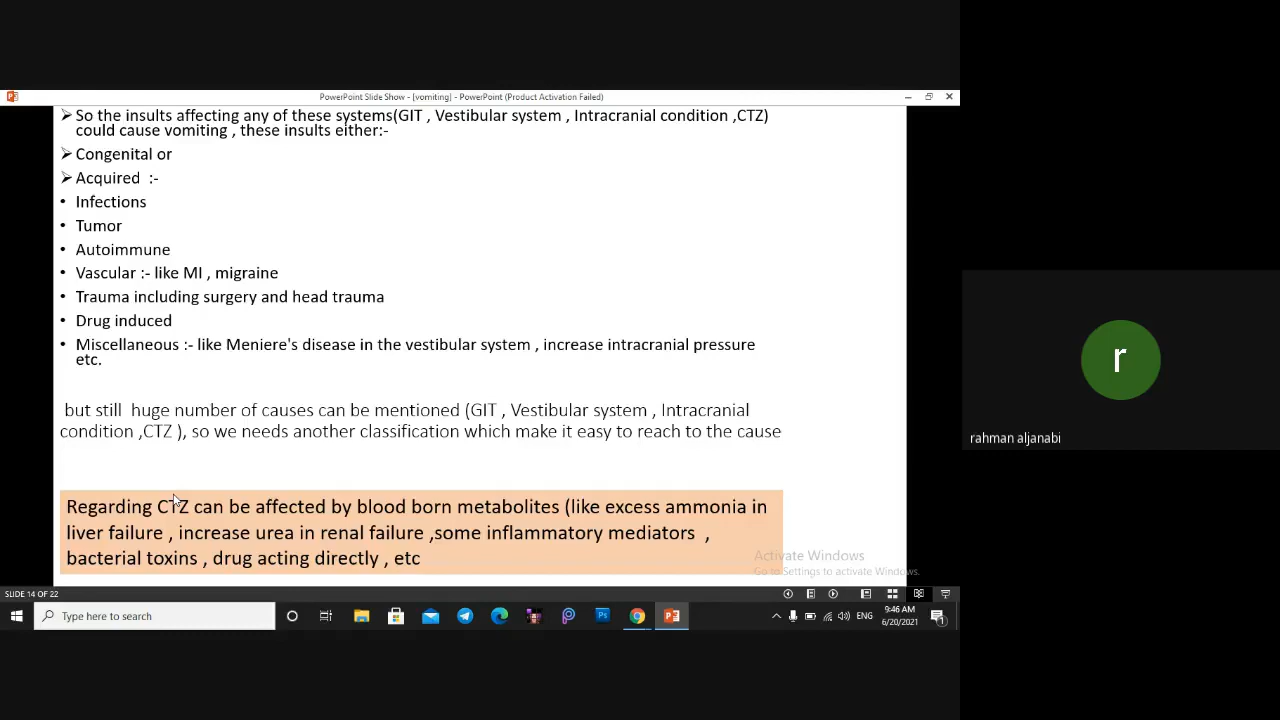 PowerPoint Slide Show - [vomiting] - PowerPoint (Product Activation Failed)
So the insults affecting any of these systems(GIT , Vestibular system , Intracranial condition ,CTZ)
could cause vomiting , these insults either:-
Congenital or
Acquired :-
Infections
Tumor
Autoimmune
Vascular :- like MI , migraine
Trauma including surgery and head trauma
Drug induced
Miscellaneous :- like Meniere's disease in the vestibular system , increase intracranial pressure
etc.
but still huge number of causes can be mentioned (GIT , Vestibular system , Intracranial
condition ,CTZ ), so we needs another classification which make it easy to reach to the cause
Regarding CTZ can be affected by blood born metabolites (like excess ammonia in
liver failure , increase urea in renal failure ,some inflammatory mediators ,
bacterial toxins , drug acting directly , etc
Activate Windows
Go to Settings to activate Windows.
SLIDE 14 OF 22
Type here to search
Ps
ENG
9:46 AM
6/20/2021
1
r
rahman aljanabi